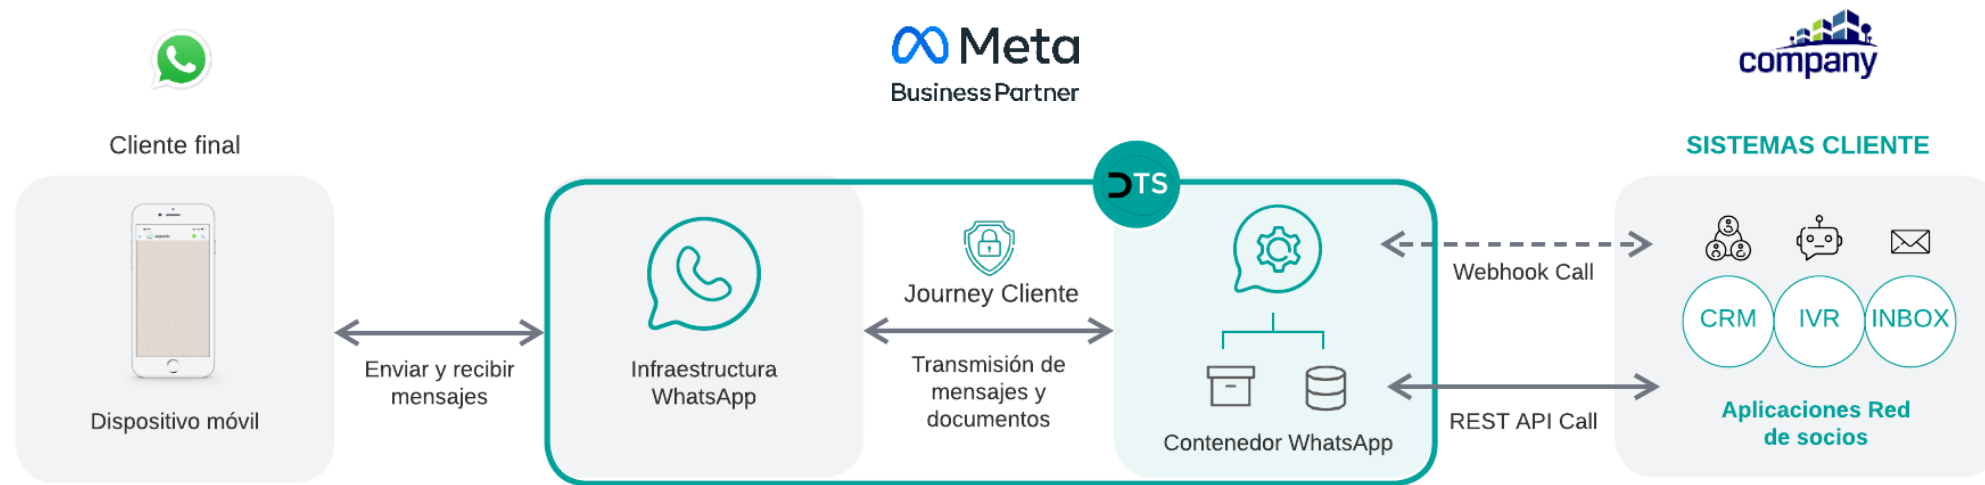 Meta
Business Partner
company
Cliente final
SISTEMAS CLIENTE
DTS
Journey Cliente
Webhook Call
CRM
IVR
INBOX
Enviar y recibir
mensajes
Infraestructura
WhatsApp
Transmisión de
mensajes y
documentos
Dispositivo móvil
Contenedor WhatsApp
REST API Call
Aplicaciones Red
de socios